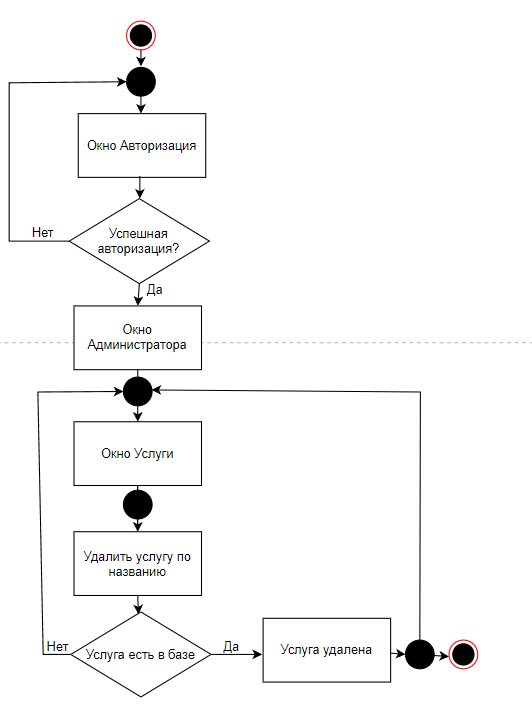 Окно Авторизация
Нет
Успешная
авторизация?
Да
Окно
Администратора
Окно Услуги
Удалить услугу по
названию
Нет
Услуга есть в базе
Да
Услуга удалена